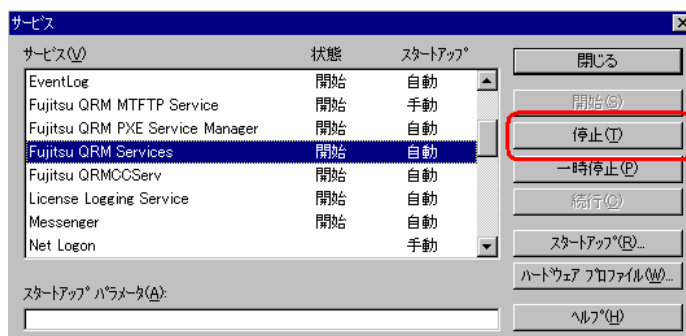 サービス
サービス(V) 状態 スタートアップ
EventLog 開始 自動
Fujitsu QRM MTFTP Service 開始 手動
Fujitsu QRM PXE Service Manager 開始 自動
Fujitsu QRM Services 開始 自動
Fujitsu QRMCCServ 開始 自動
License Logging Service 開始 自動
Messenger 開始 自動
Net Logon 手動
スタートアップ パラメータ(A):
閉じる
開始(S)
停止(T)
一時停止(P)
続行(C)
スタートアップ(R)...
ハードウェア プロファイル(W)...
ヘルプ(H)